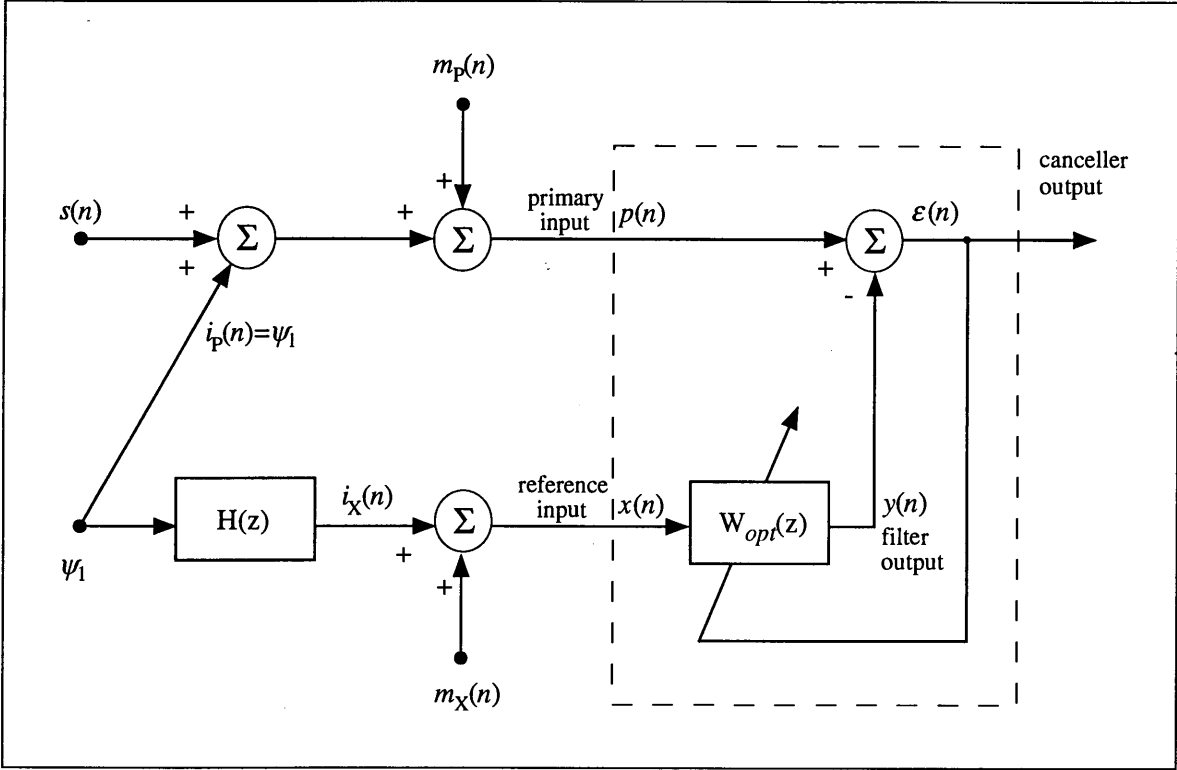 m_P(n)
+
canceller
output
s(n)
+
Σ
+
+
Σ
primary
input
p(n)
+
Σ
-
ε(n)
i_P(n)=ψ_1
ψ_1
H(z)
i_X(n)
+
Σ
+
reference
input
x(n)
W_opt(z)
y(n)
filter
output
m_X(n)